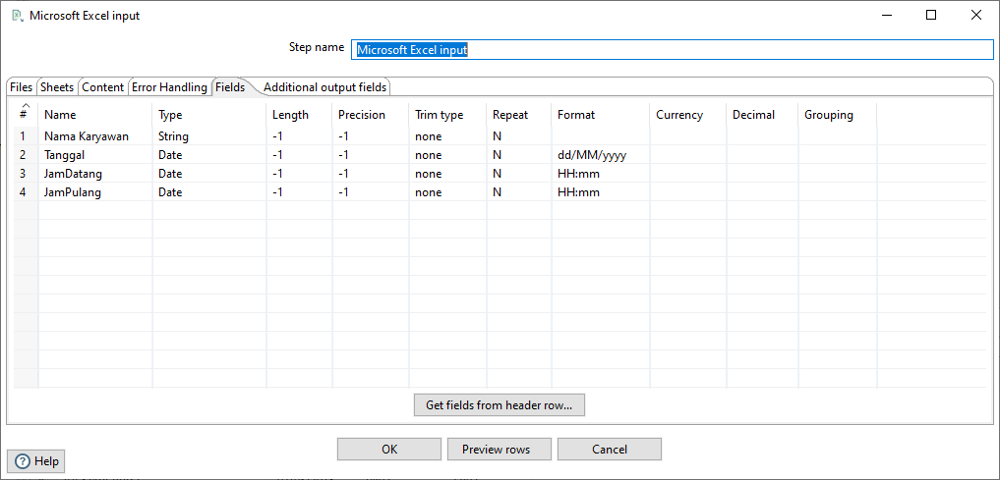 Microsoft Excel input
Step name Microsoft Excel input
Files Sheets Content Error Handling Fields Additional output fields
# Name Type Length Precision Trim type Repeat Format Currency Decimal Grouping
1 Nama Karyawan String -1 -1 none N
2 Tanggal Date -1 -1 none N dd/MM/yyyy
3 JamDatang Date -1 -1 none N HH:mm
4 JamPulang Date -1 -1 none N HH:mm
Get fields from header row...
OK Preview rows Cancel
? Help